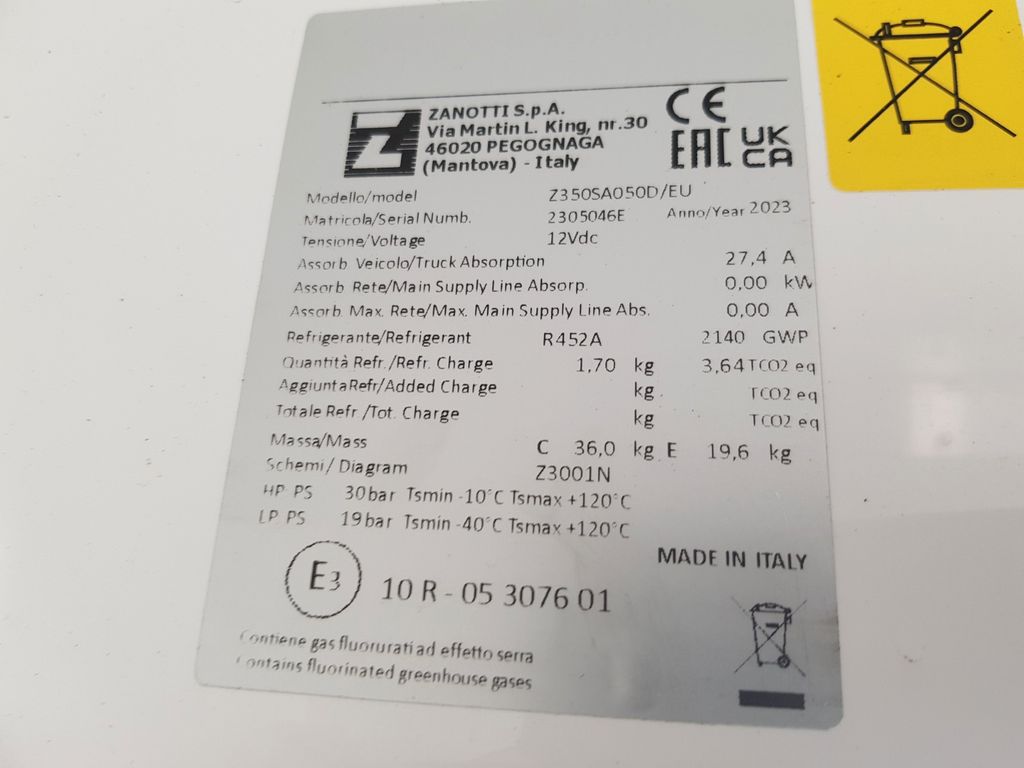 ZANOTTI S.p.A.
Via Martin L. King, nr.30
46020 PEGOGNAGA
(Mantova) - Italy
CE
EAC UK CA
Modello/model Z350SA050D/EU
Matricola/Serial Numb. 2305046E Anno/Year 2023
Tensione/Voltage 12Vdc
Assorb Veicolo/Truck Absorption 27,4 A
Assorb Rete/Main Supply Line Absorp. 0,00 kW
Assorb. Max. Rete/Max. Main Supply Line Abs. 0,00 A
Refrigerante/Refrigerant R452A 2140 GWP
Quantità Refr./Refr. Charge 1,70 kg 3,64 TCO2 eq
AggiuntaRefr/Added Charge kg. TCO2 eq
Totale Refr /Tot. Charge kg TCO2 eq
Massa/Mass C 36,0 kg E 19,6 kg
Schemi/ Diagram Z3001N
HP PS 30bar Tsmin -10°C Tsmax +120°C
LP PS 19bar Tsmin -40°C Tsmax +120°C
MADE IN ITALY
E3 10 R - 05 3076 01
Contiene gas fluorurati ad effetto serra
Contains fluorinated greenhouse gases